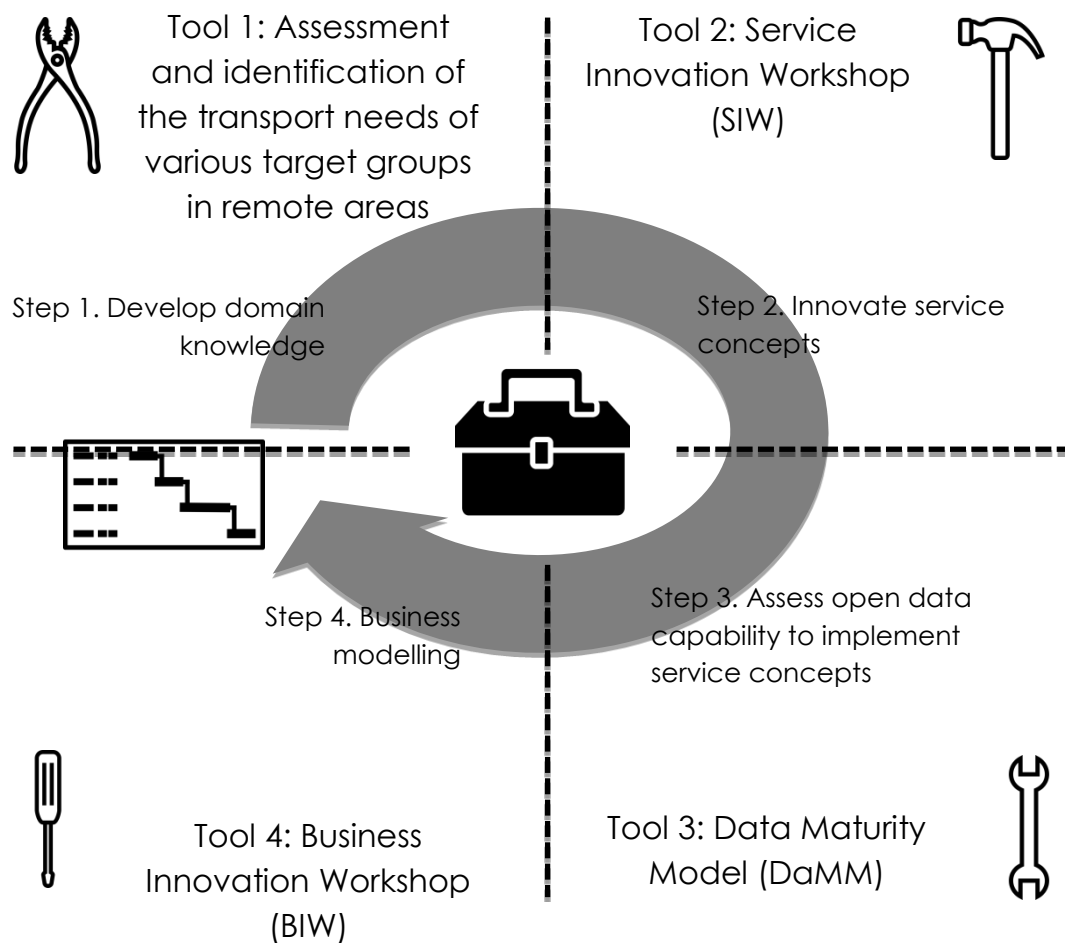 Tool 1: Assessment
and identification of
the transport needs of
various target groups
in remote areas
Tool 2: Service
Innovation Workshop
(SIW)
Step 1. Develop domain
knowledge
Step 2. Innovate service
concepts
Step 4. Business
modelling
Step 3. Assess open data
capability to implement
service concepts
Tool 4: Business
Innovation Workshop
(BIW)
Tool 3: Data Maturity
Model (DaMM)